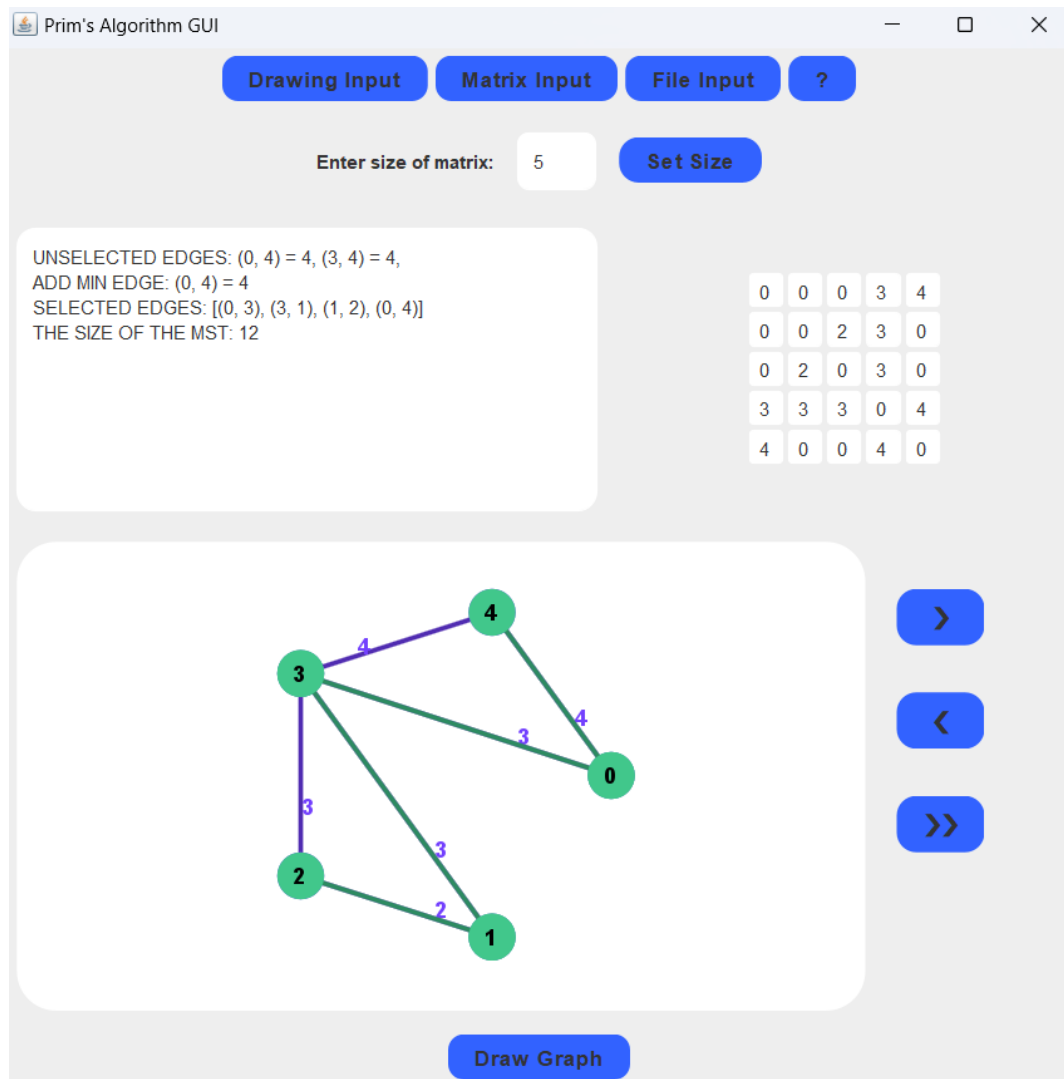 Prim's Algorithm GUI
Drawing Input Matrix Input File Input ?
Enter size of matrix: 5 Set Size
UNSELECTED EDGES: (0, 4) = 4, (3, 4) = 4,
ADD MIN EDGE: (0, 4) = 4
SELECTED EDGES: [(0, 3), (3, 1), (1, 2), (0, 4)]
THE SIZE OF THE MST: 12
0 0 0 3 4
0 0 2 3 0
0 2 0 3 0
3 3 3 0 4
4 0 0 4 0
4
4
3
4
3
0
3
3
2
2
1
Draw Graph